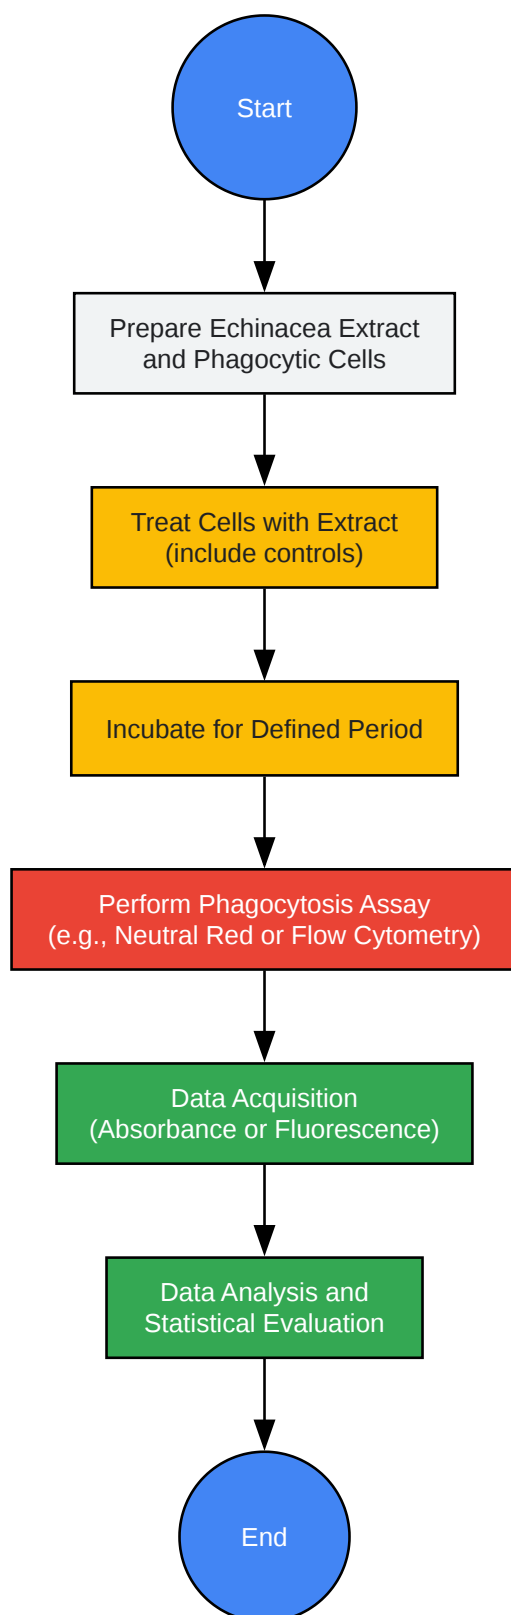 Start
Prepare Echinacea Extract
and Phagocytic Cells
Treat Cells with Extract
(include controls)
Incubate for Defined Period
Perform Phagocytosis Assay
(e.g., Neutral Red or Flow Cytometry)
Data Acquisition
(Absorbance or Fluorescence)
Data Analysis and
Statistical Evaluation
End